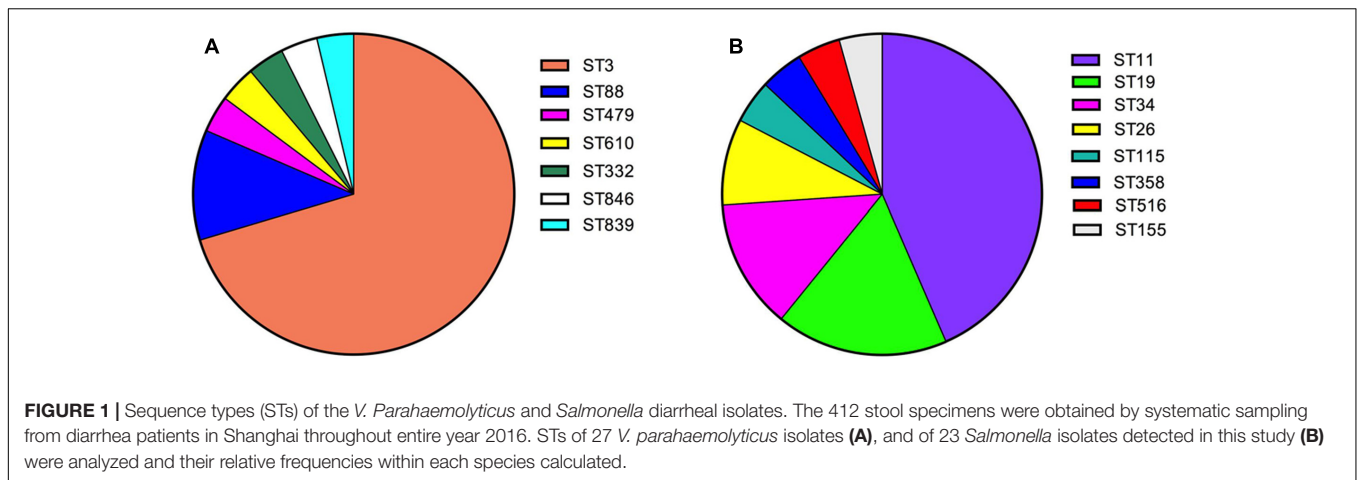 A
ST3
ST88
ST479
ST610
ST332
ST846
ST839
B
ST11
ST19
ST34
ST26
ST115
ST358
ST516
ST155
FIGURE 1 | Sequence types (STs) of the V. Parahaemolyticus and Salmonella diarrheal isolates. The 412 stool specimens were obtained by systematic sampling
from diarrhea patients in Shanghai throughout entire year 2016. STs of 27 V. parahaemolyticus isolates (A), and of 23 Salmonella isolates detected in this study (B)
were analyzed and their relative frequencies within each species calculated.